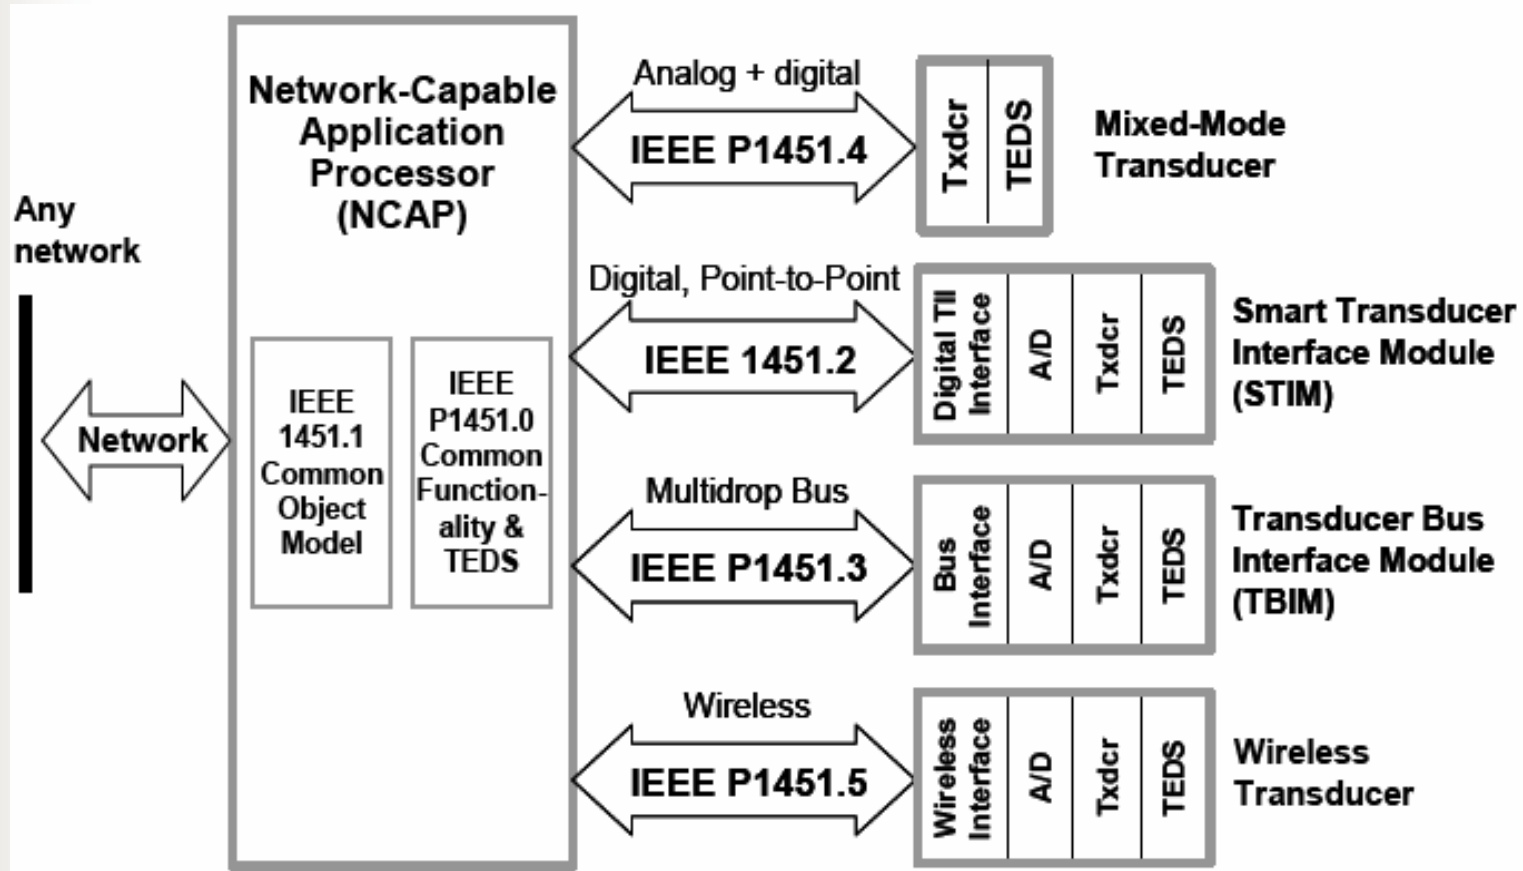 Any
network
Network
Network-Capable
Application
Processor
(NCAP)
IEEE
1451.1
Common
Object
Model
IEEE
P1451.0
Common
Function-
ality &
TEDS
Analog + digital
IEEE P1451.4
Txdcr
TEDS
Mixed-Mode
Transducer
Digital, Point-to-Point
IEEE 1451.2
Digital TII
Interface
A/D
Txdcr
TEDS
Smart Transducer
Interface Module
(STIM)
Multidrop Bus
IEEE P1451.3
Bus
Interface
A/D
Txdcr
TEDS
Transducer Bus
Interface Module
(TBIM)
Wireless
IEEE P1451.5
Wireless
Interface
A/D
Txdcr
TEDS
Wireless
Transducer